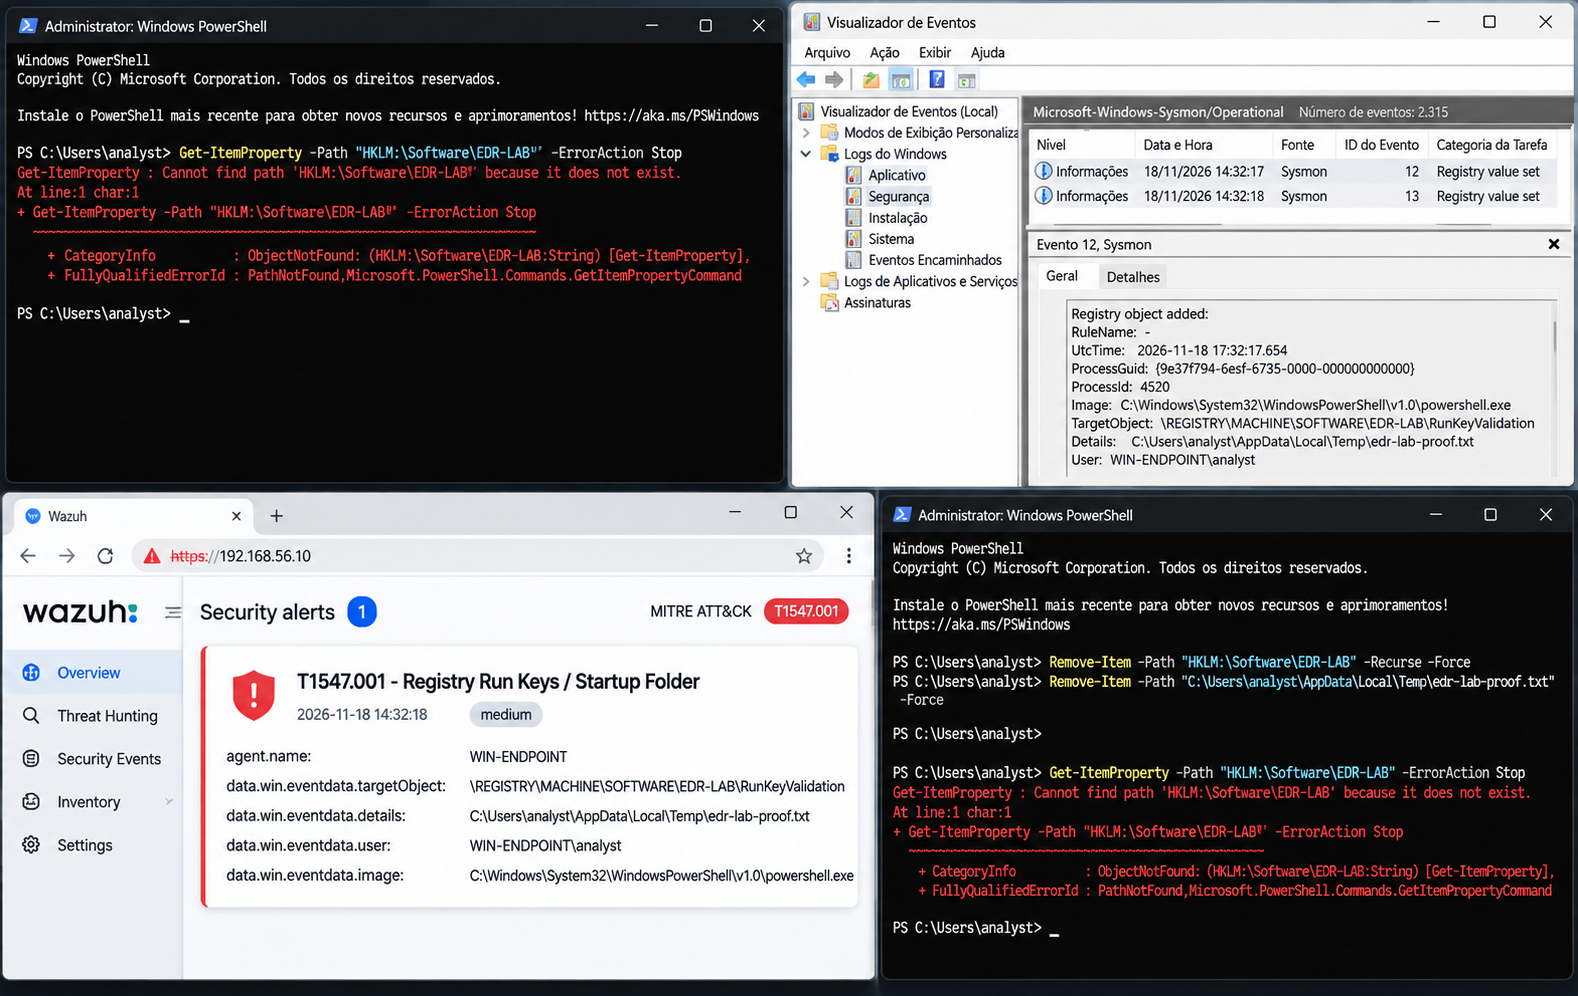 Administrator: Windows PowerShell
Windows PowerShell
Copyright (C) Microsoft Corporation. Todos os direitos reservados.
Instale o PowerShell mais recente para obter novos recursos e aprimoramentos! https://aka.ms/PSWindows
PS C:\Users\analyst> Get-ItemProperty -Path "HKLM:\Software\EDR-LAB" -ErrorAction Stop
Get-ItemProperty : Cannot find path 'HKLM:\Software\EDR-LAB' because it does not exist.
At line:1 char:1
+ Get-ItemProperty -Path "HKLM:\Software\EDR-LAB" -ErrorAction Stop
~~~~~~~~~~~~~~~~~~~~~~~~~~~~~~~~~~~~~~~~~~~~~~~~~~~~~~~~~~~~~~~~~
+ CategoryInfo : ObjectNotFound: (HKLM:\Software\EDR-LAB:String) [Get-ItemProperty],
+ FullyQualifiedErrorId : PathNotFound,Microsoft.PowerShell.Commands.GetItemPropertyCommand
PS C:\Users\analyst> _
Visualizador de Eventos
Arquivo Ação Exibir Ajuda
Visualizador de Eventos (Local)
Modos de Exibição Personaliza
Logs do Windows
Aplicativo
Segurança
Instalação
Sistema
Eventos Encaminhados
Logs de Aplicativos e Serviços
Assinaturas
Microsoft-Windows-Sysmon/Operational Número de eventos: 2.315
Nível Data e Hora Fonte ID do Evento Categoria da Tarefa
Informações 18/11/2026 14:32:17 Sysmon 12 Registry value set
Informações 18/11/2026 14:32:18 Sysmon 13 Registry value set
Evento 12, Sysmon
Geral Detalhes
Registry object added:
RuleName: -
UtcTime: 2026-11-18 17:32:17.654
ProcessGuid: {9e37f794-6esf-6735-0000-000000000000}
ProcessId: 4520
Image: C:\Windows\System32\WindowsPowerShell\v1.0\powershell.exe
TargetObject: \REGISTRY\MACHINE\SOFTWARE\EDR-LAB\RunKeyValidation
Details: C:\Users\analyst\AppData\Local\Temp\edr-lab-proof.txt
User: WIN-ENDPOINT\analyst
Wazuh
https://192.168.56.10
wazuh:
Overview
Threat Hunting
Security Events
Inventory
Settings
Security alerts 1
MITRE ATT&CK T1547.001
T1547.001 - Registry Run Keys / Startup Folder
2026-11-18 14:32:18 medium
agent.name: WIN-ENDPOINT
data.win.eventdata.targetObject: \REGISTRY\MACHINE\SOFTWARE\EDR-LAB\RunKeyValidation
data.win.eventdata.details: C:\Users\analyst\AppData\Local\Temp\edr-lab-proof.txt
data.win.eventdata.user: WIN-ENDPOINT\analyst
data.win.eventdata.image: C:\Windows\System32\WindowsPowerShell\v1.0\powershell.exe
Administrator: Windows PowerShell
Windows PowerShell
Copyright (C) Microsoft Corporation. Todos os direitos reservados.
Instale o PowerShell mais recente para obter novos recursos e aprimoramentos!
https://aka.ms/PSWindows
PS C:\Users\analyst> Remove-Item -Path "HKLM:\Software\EDR-LAB" -Recurse -Force
PS C:\Users\analyst> Remove-Item -Path "C:\Users\analyst\AppData\Local\Temp\edr-lab-proof.txt"
-Force
PS C:\Users\analyst>
PS C:\Users\analyst> Get-ItemProperty -Path "HKLM:\Software\EDR-LAB" -ErrorAction Stop
Get-ItemProperty : Cannot find path 'HKLM:\Software\EDR-LAB' because it does not exist.
At line:1 char:1
+ Get-ItemProperty -Path "HKLM:\Software\EDR-LAB" -ErrorAction Stop
~~~~~~~~~~~~~~~~~~~~~~~~~~~~~~~~~~~~~~~~~~~~~~~~~~~~~~~~~~~~~~~~~
+ CategoryInfo : ObjectNotFound: (HKLM:\Software\EDR-LAB:String) [Get-ItemProperty],
+ FullyQualifiedErrorId : PathNotFound,Microsoft.PowerShell.Commands.GetItemPropertyCommand
PS C:\Users\analyst> _